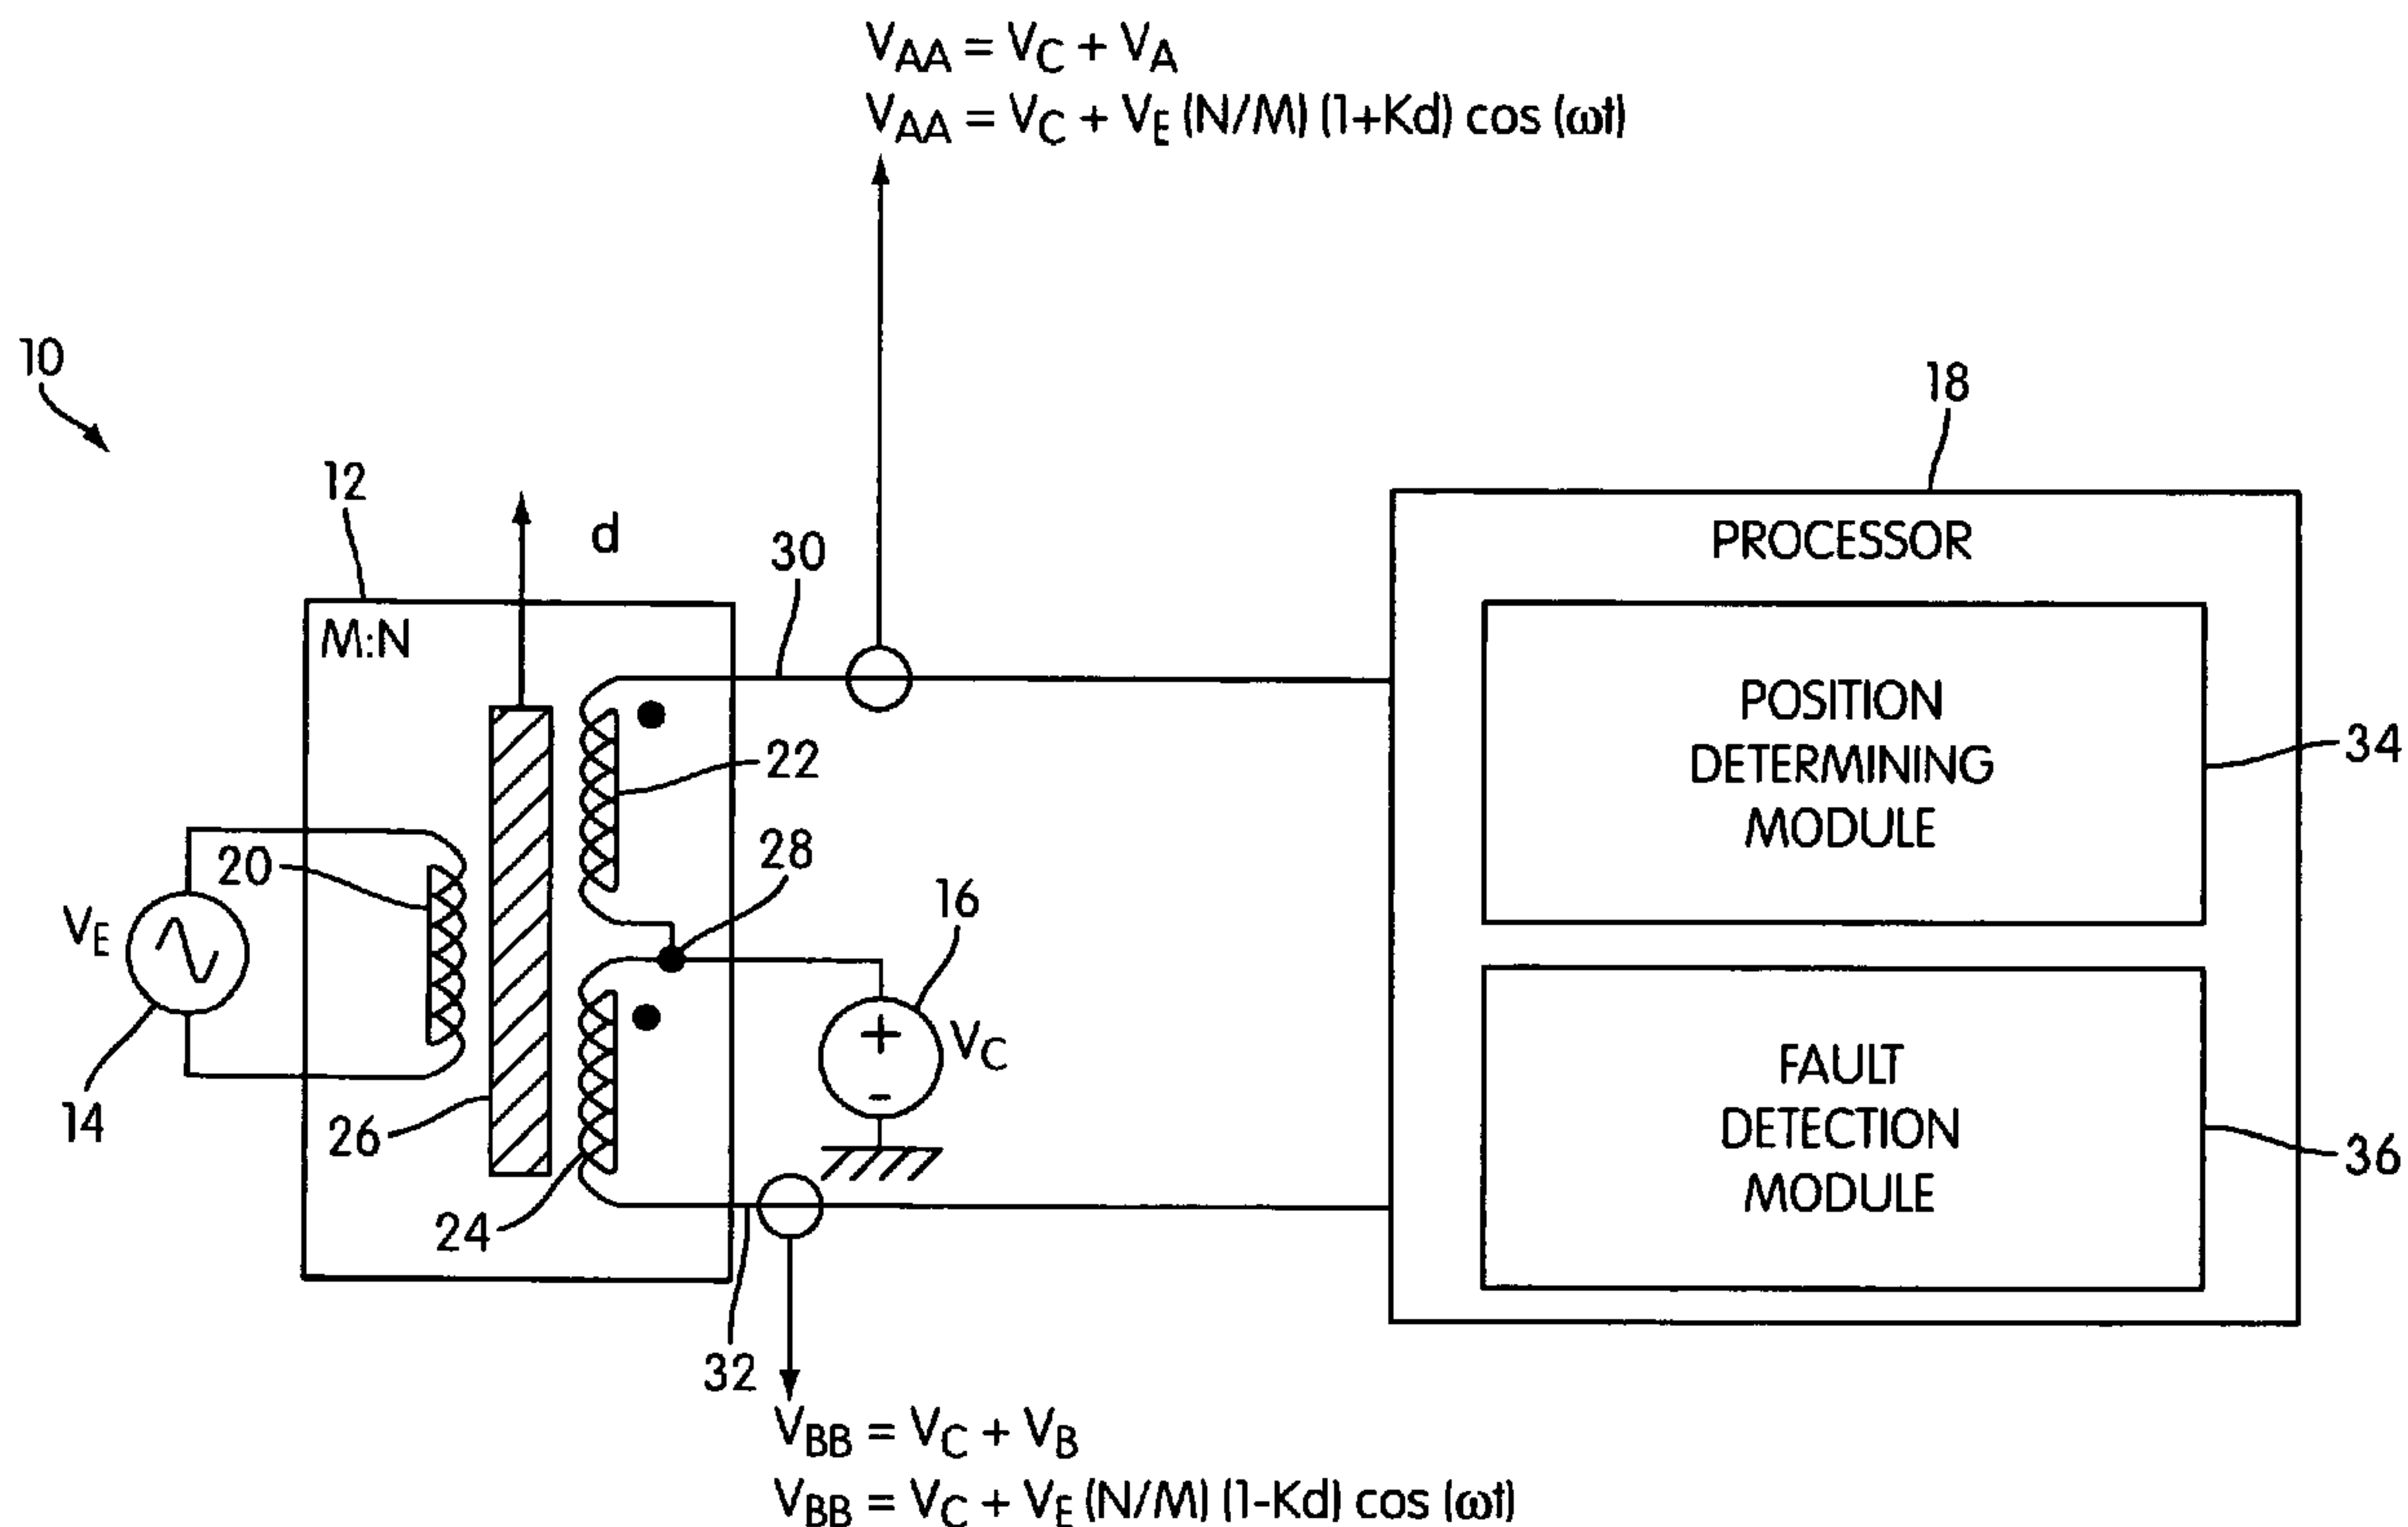 V_AA = V_C + V_A
V_AA = V_C + V_E (N/M) (1+Kd) cos (ωt)
10
18
12
d
30
PROCESSOR
M:N
POSITION
DETERMINING
MODULE
34
22
28
20
16
V_E
V_C
FAULT
DETECTION
MODULE
14
26
36
24
32
V_BB = V_C + V_B
V_BB = V_C + V_E (N/M) (1-Kd) cos (ωt)